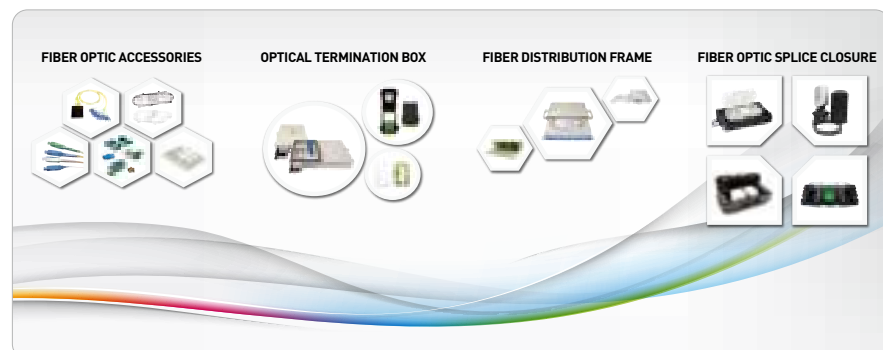 FIBER OPTIC ACCESSORIES
OPTICAL TERMINATION BOX
FIBER DISTRIBUTION FRAME
FIBER OPTIC SPLICE CLOSURE